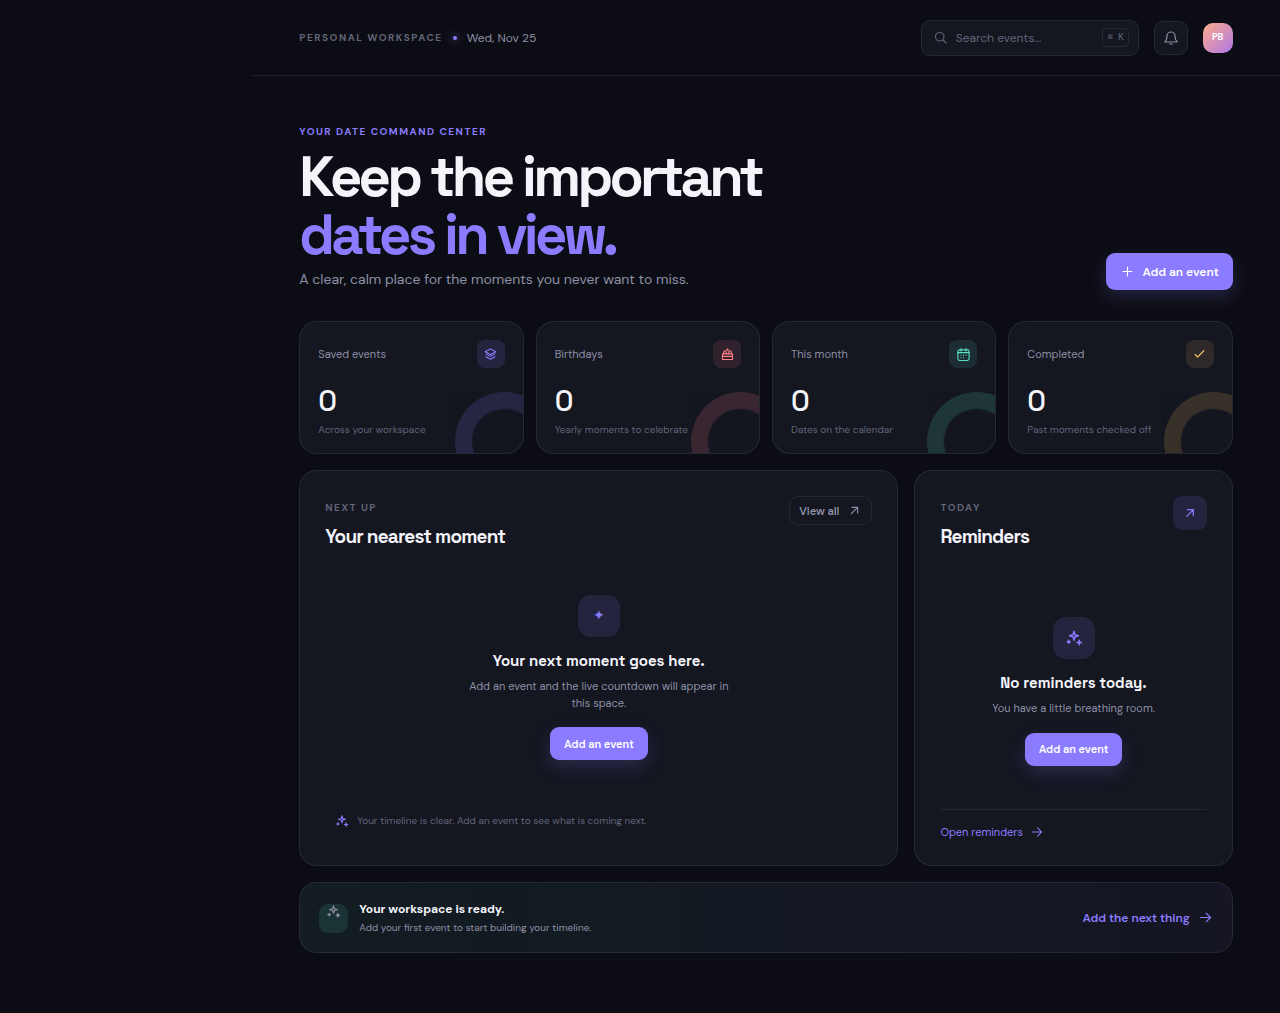 PERSONAL WORKSPACE • Wed, Nov 25
Search events... ⌘ K
PB
YOUR DATE COMMAND CENTER
Keep the important
dates in view.
A clear, calm place for the moments you never want to miss.
Add an event
Saved events
0
Across your workspace
Birthdays
0
Yearly moments to celebrate
This month
0
Dates on the calendar
Completed
0
Past moments checked off
NEXT UP
Your nearest moment
View all
Your next moment goes here.
Add an event and the live countdown will appear in
this space.
Add an event
Your timeline is clear. Add an event to see what is coming next.
TODAY
Reminders
No reminders today.
You have a little breathing room.
Add an event
Open reminders
Your workspace is ready.
Add your first event to start building your timeline.
Add the next thing